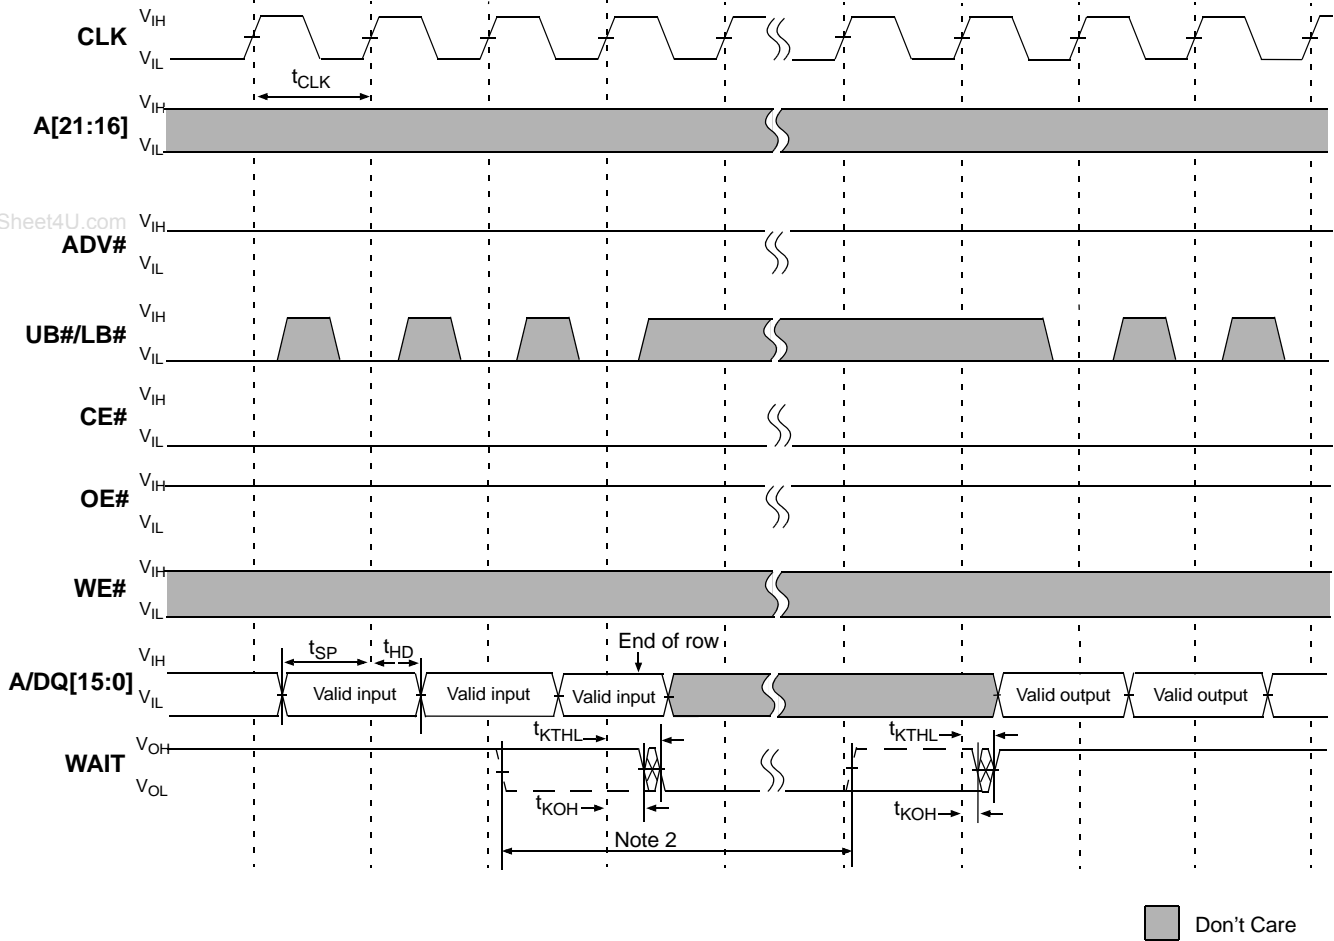 VIH
CLK
VIL
tCLK
VIH
A[21:16]
VIL
Sheet4U.com
VIH
ADV#
VIL
VIH
UB#/LB#
VIL
VIH
CE#
VIL
VIH
OE#
VIL
VIH
WE#
VIL
VIH
tSP
tHD
End of row
A/DQ[15:0]
VIL
Valid input
Valid input
Valid input
Valid output
Valid output
tKTHL
tKTHL
VOH
WAIT
VOL
tKOH
tKOH
Note 2
Don't Care